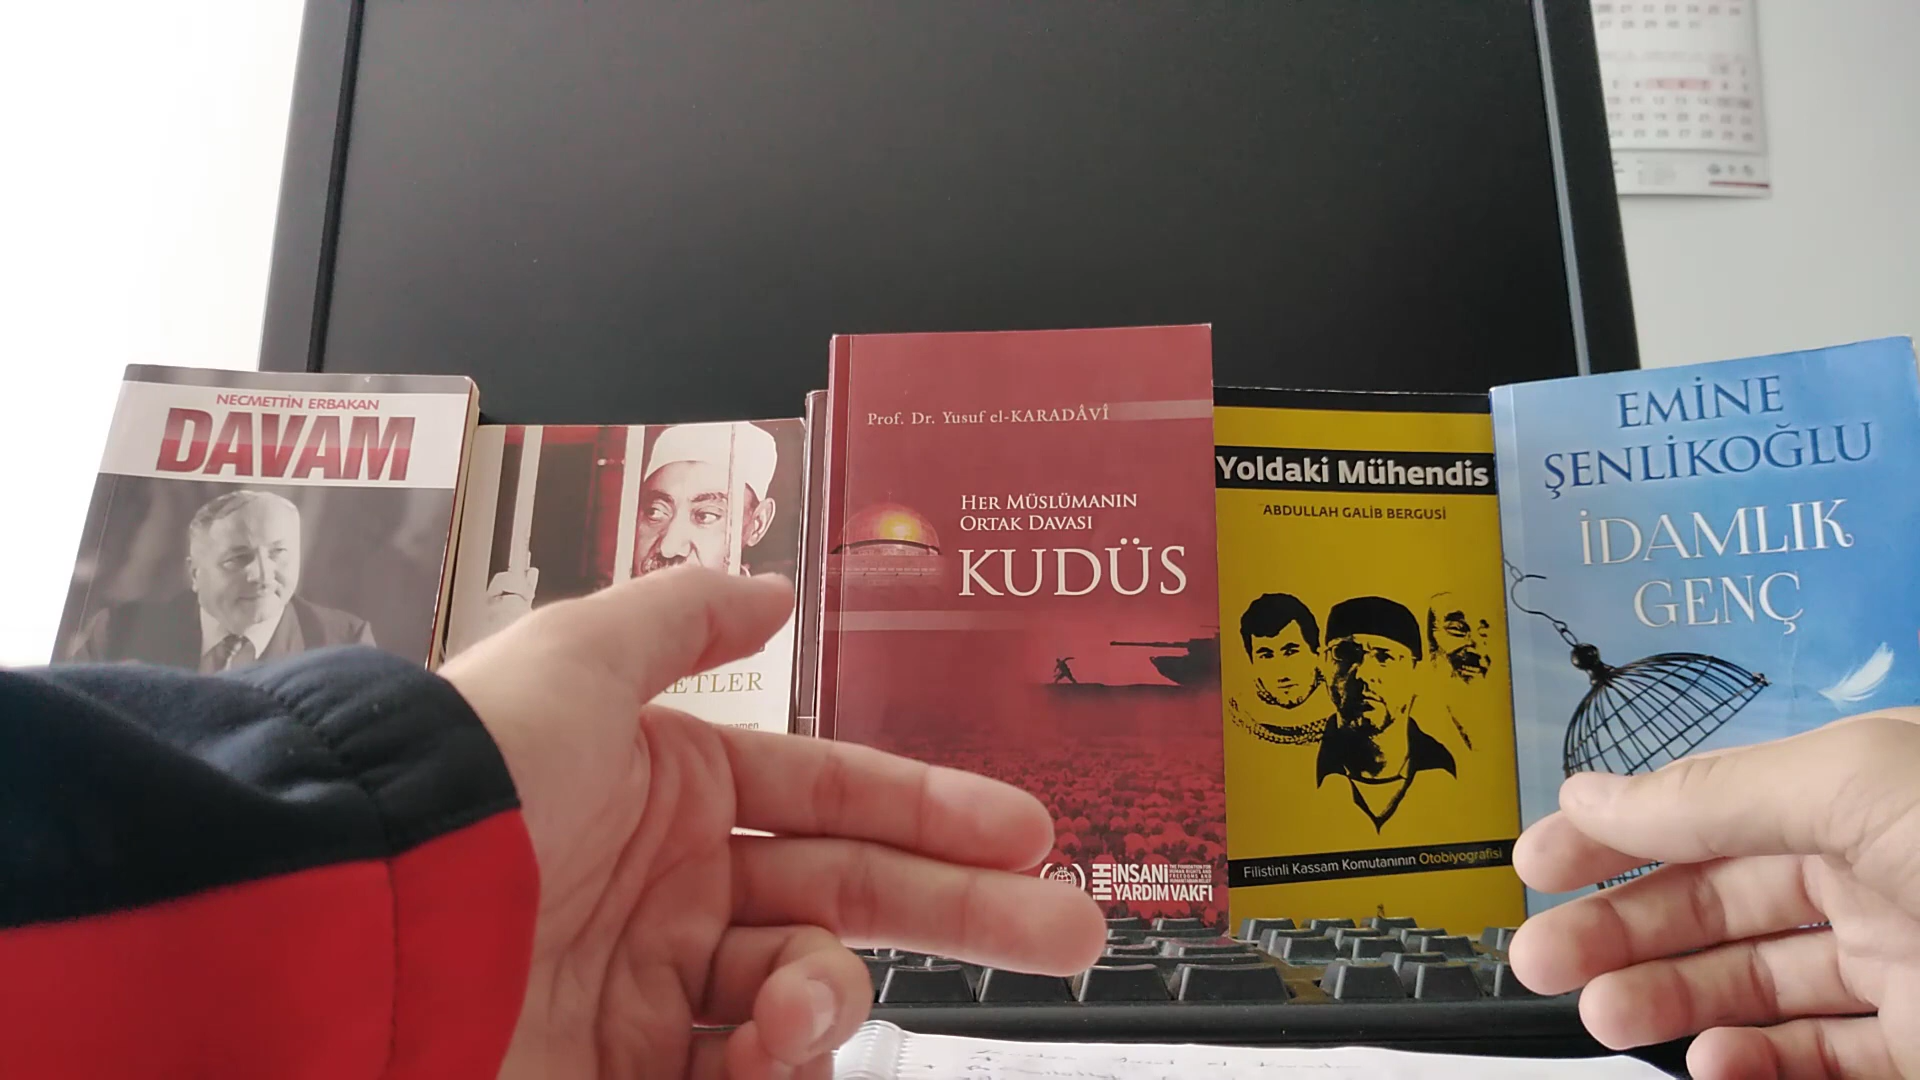 NECMETTİN ERBAKAN
DAVAM
Prof. Dr. Yusuf el-KARADÂVÎ
HER MÜSLÜMANIN
ORTAK DAVASI
KUDÜS
İHH İNSANİ
YARDIM VAKFI
Yoldaki Mühendis
ABDULLAH GALİB BERGUSİ
Filistinli Kassam Komutanının Otobiyografisi
EMİNE
ŞENLİKOĞLU
İDAMLIK
GENÇ